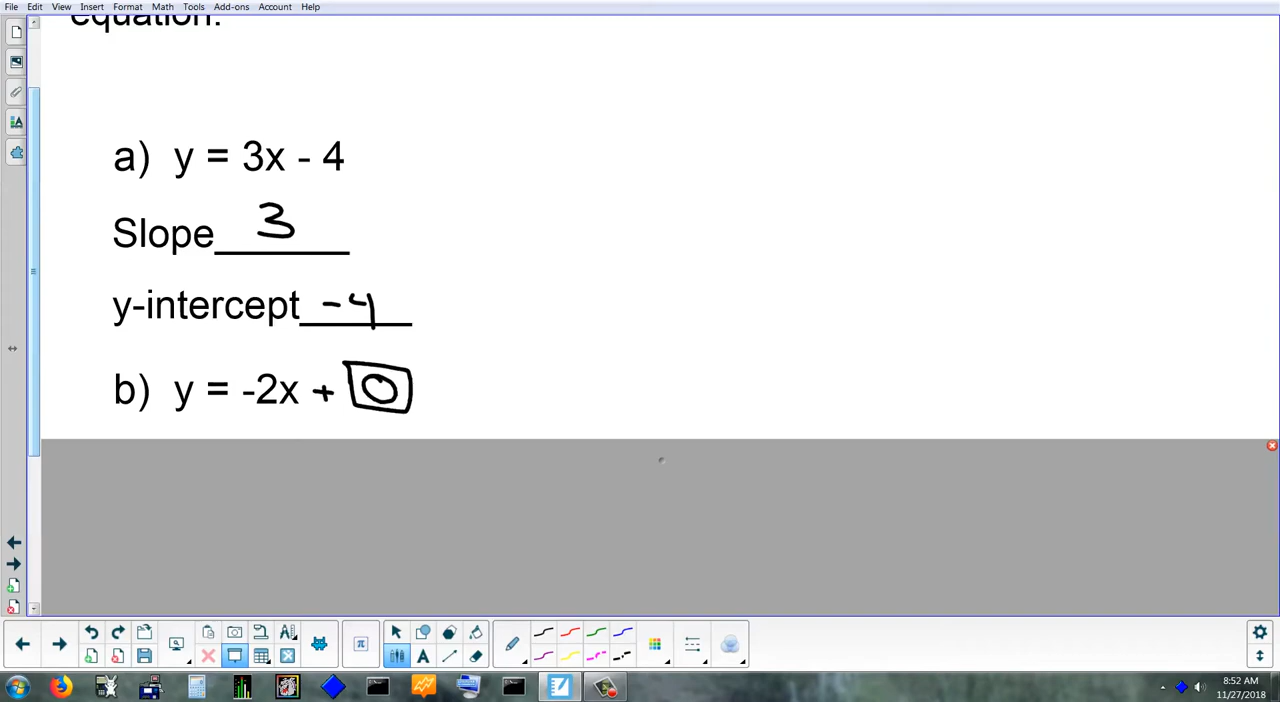 File Edit View Insert Format Math Tools Add-ons Account Help
equation.
a) y = 3x - 4
Slope 3
y-intercept -4
b) y = -2x + 0
A
π
A
8:52 AM
11/27/2018